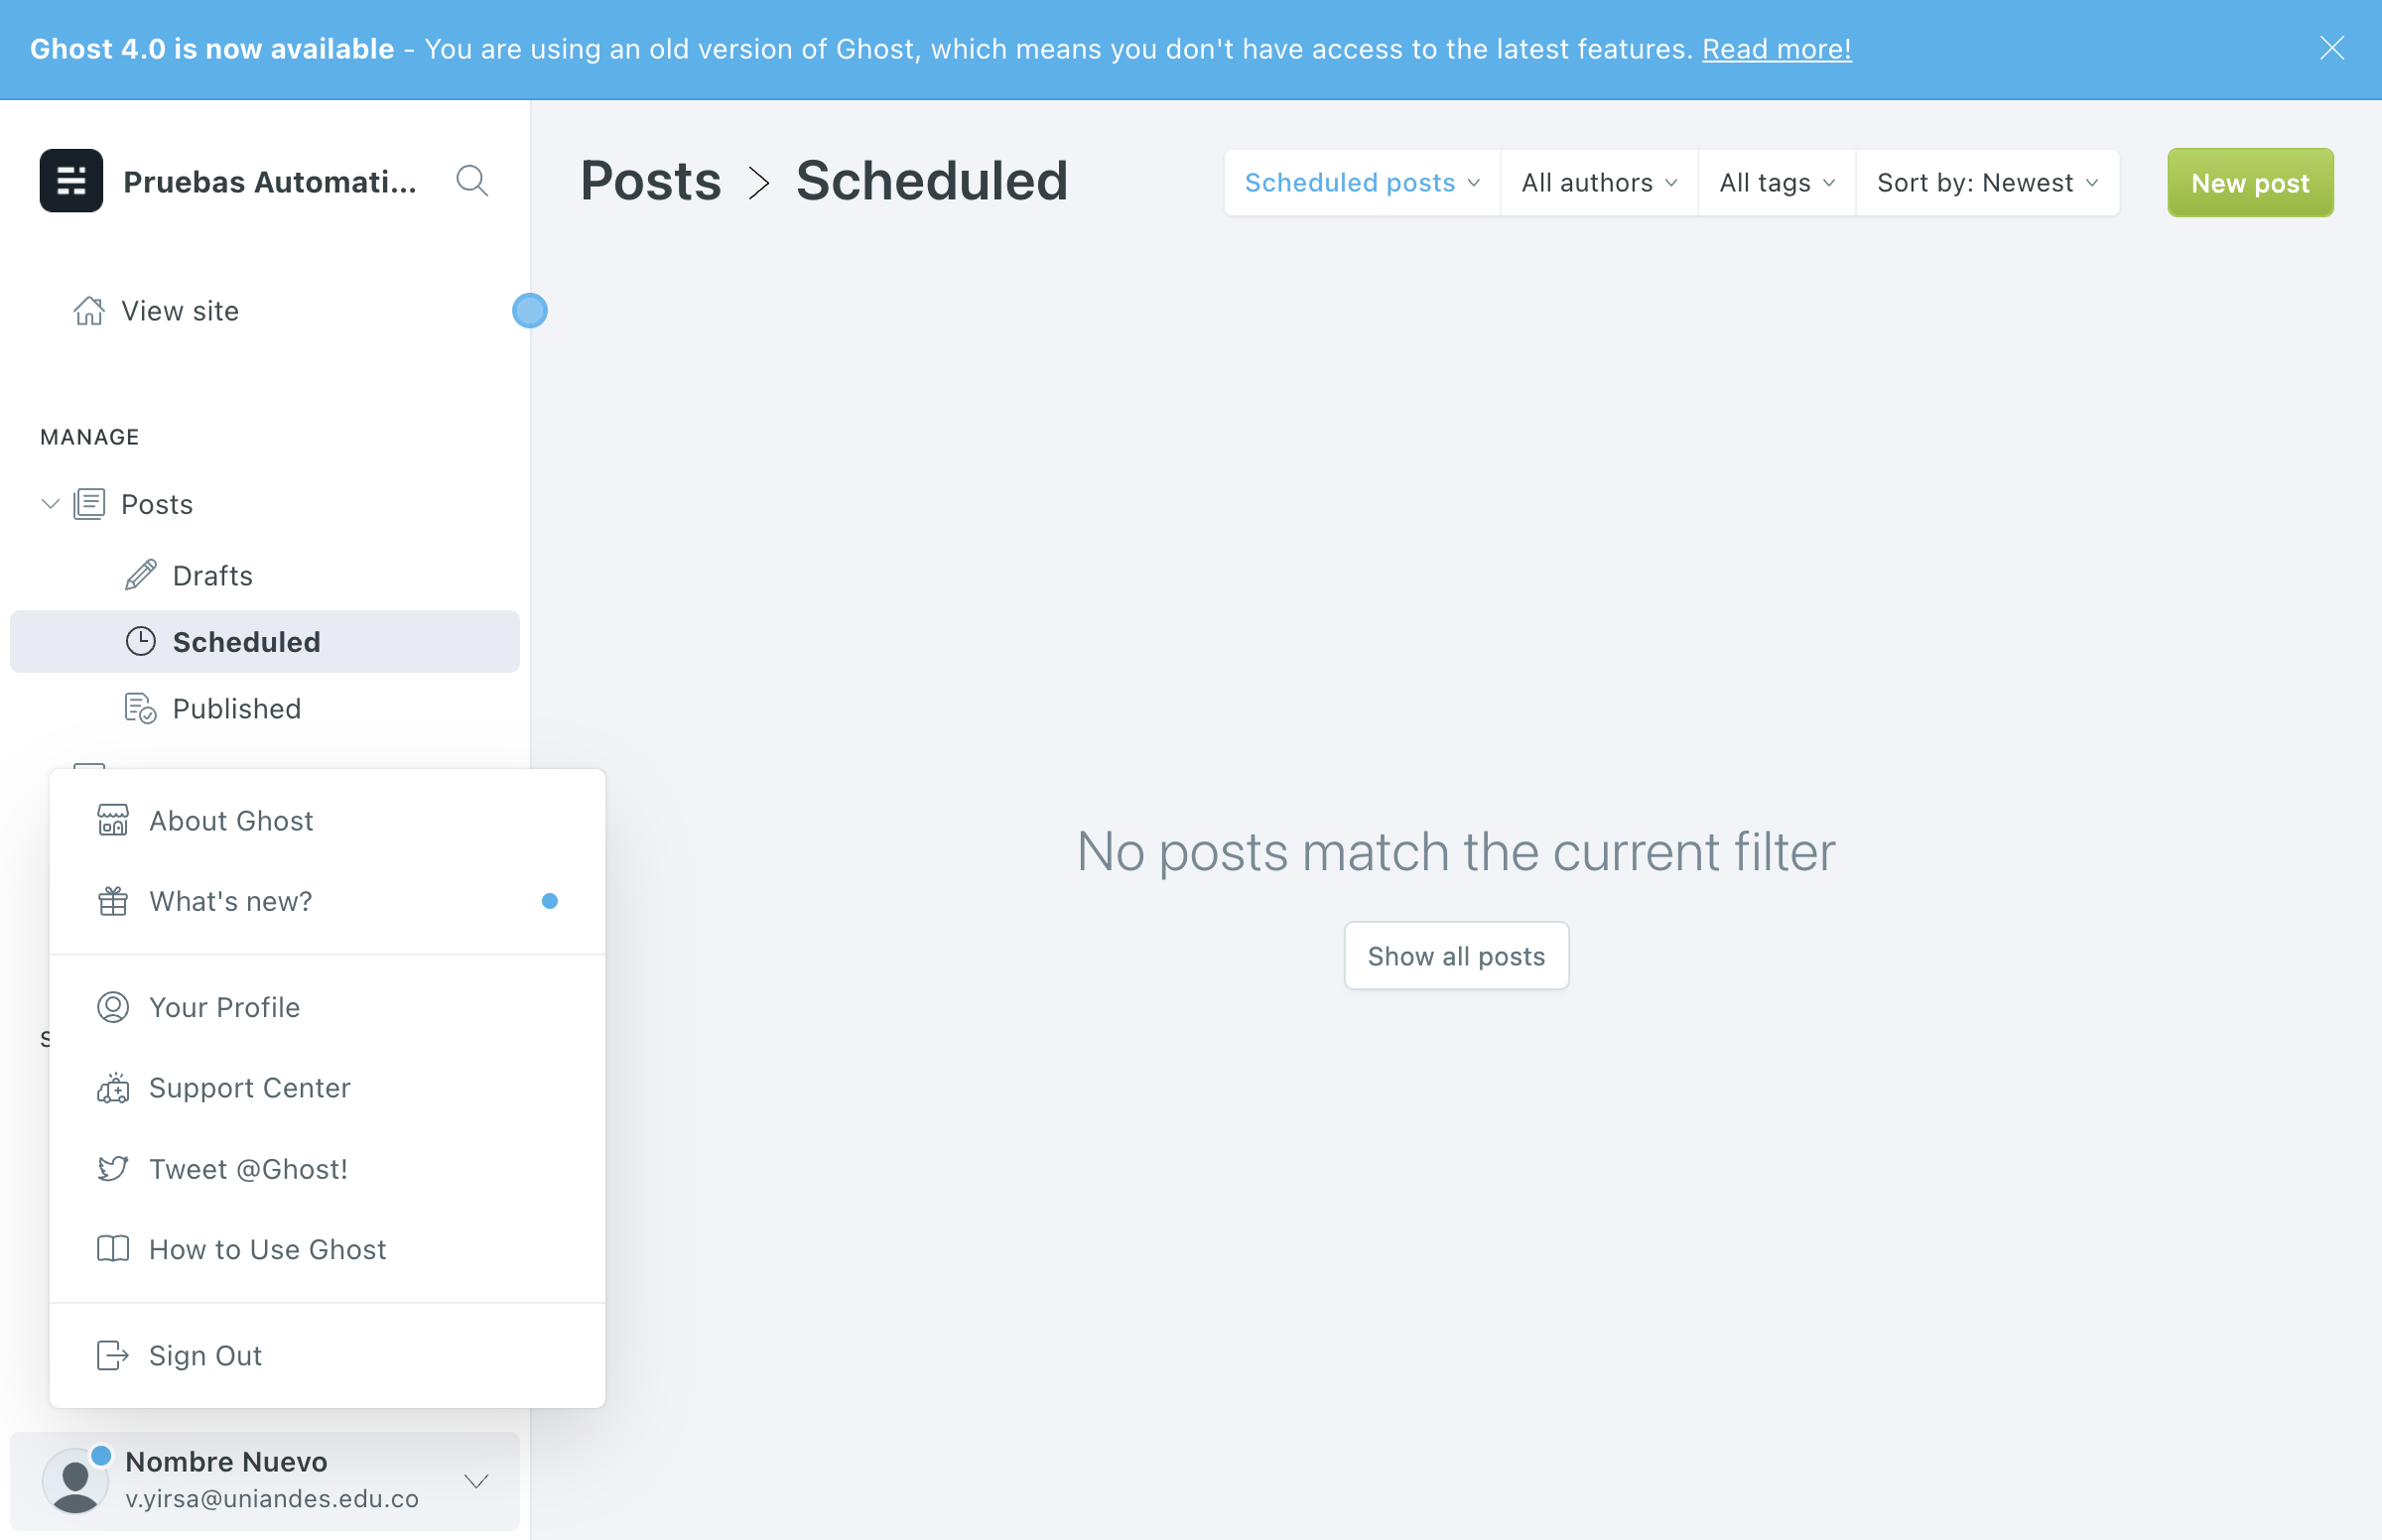 Ghost 4.0 is now available - You are using an old version of Ghost, which means you don't have access to the latest features. Read more!
Pruebas Automati...
Posts > Scheduled
Scheduled posts
All authors
All tags
Sort by: Newest
New post
View site
MANAGE
Posts
Drafts
Scheduled
Published
About Ghost
What's new?
Your Profile
Support Center
Tweet @Ghost!
How to Use Ghost
Sign Out
No posts match the current filter
Show all posts
Nombre Nuevo
v.yirsa@uniandes.edu.co